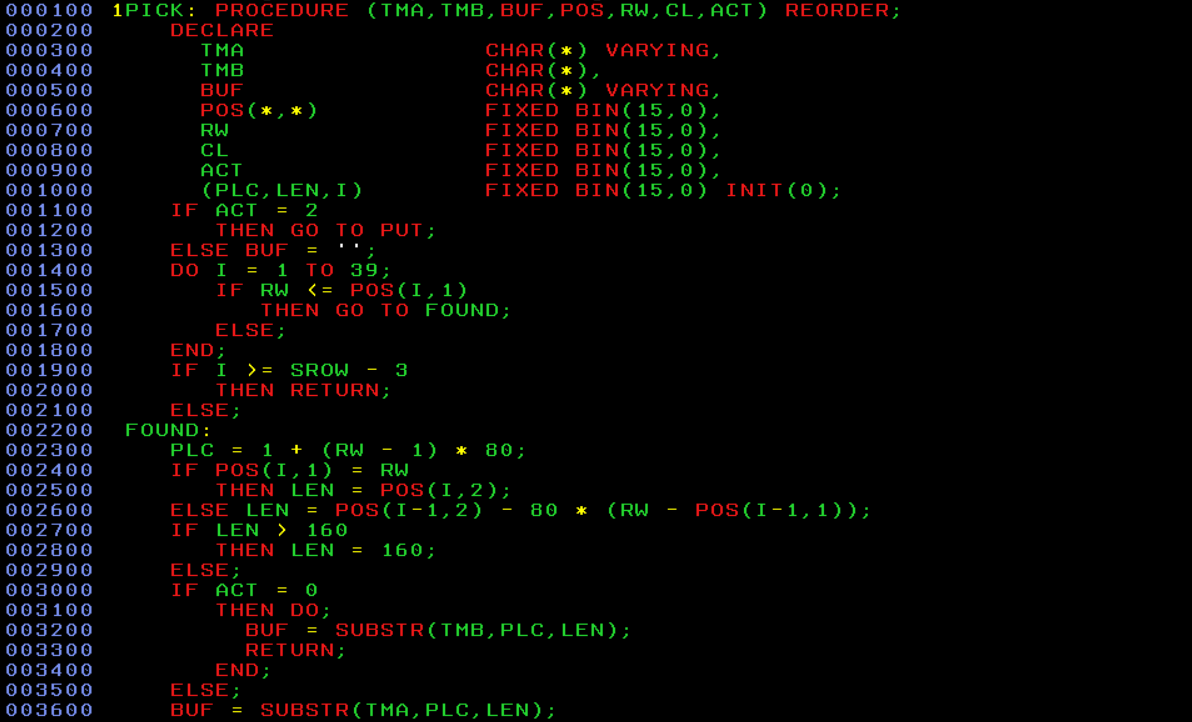 000100 1PICK: PROCEDURE (TMA,TMB,BUF,POS,RW,CL,ACT) REORDER;
000200     DECLARE
000300       TMA                CHAR(*) VARYING,
000400       TMB                CHAR(*),
000500       BUF                CHAR(*) VARYING,
000600       POS(*,*)           FIXED BIN(15,0),
000700       RW                 FIXED BIN(15,0),
000800       CL                 FIXED BIN(15,0),
000900       ACT                FIXED BIN(15,0),
001000       (PLC,LEN,I)        FIXED BIN(15,0) INIT(0);
001100     IF ACT = 2
001200        THEN GO TO PUT;
001300     ELSE BUF = '';
001400     DO I = 1 TO 39;
001500        IF RW <= POS(I,1)
001600           THEN GO TO FOUND;
001700        ELSE;
001800     END;
001900     IF I >= SROW - 3
002000        THEN RETURN;
002100     ELSE;
002200  FOUND:
002300     PLC = 1 + (RW - 1) * 80;
002400     IF POS(I,1) = RW
002500        THEN LEN = POS(I,2);
002600     ELSE LEN = POS(I-1,2) - 80 * (RW - POS(I-1,1));
002700     IF LEN > 160
002800        THEN LEN = 160;
002900     ELSE;
003000     IF ACT = 0
003100        THEN DO;
003200          BUF = SUBSTR(TMB,PLC,LEN);
003300          RETURN;
003400        END;
003500     ELSE;
003600     BUF = SUBSTR(TMA,PLC,LEN);